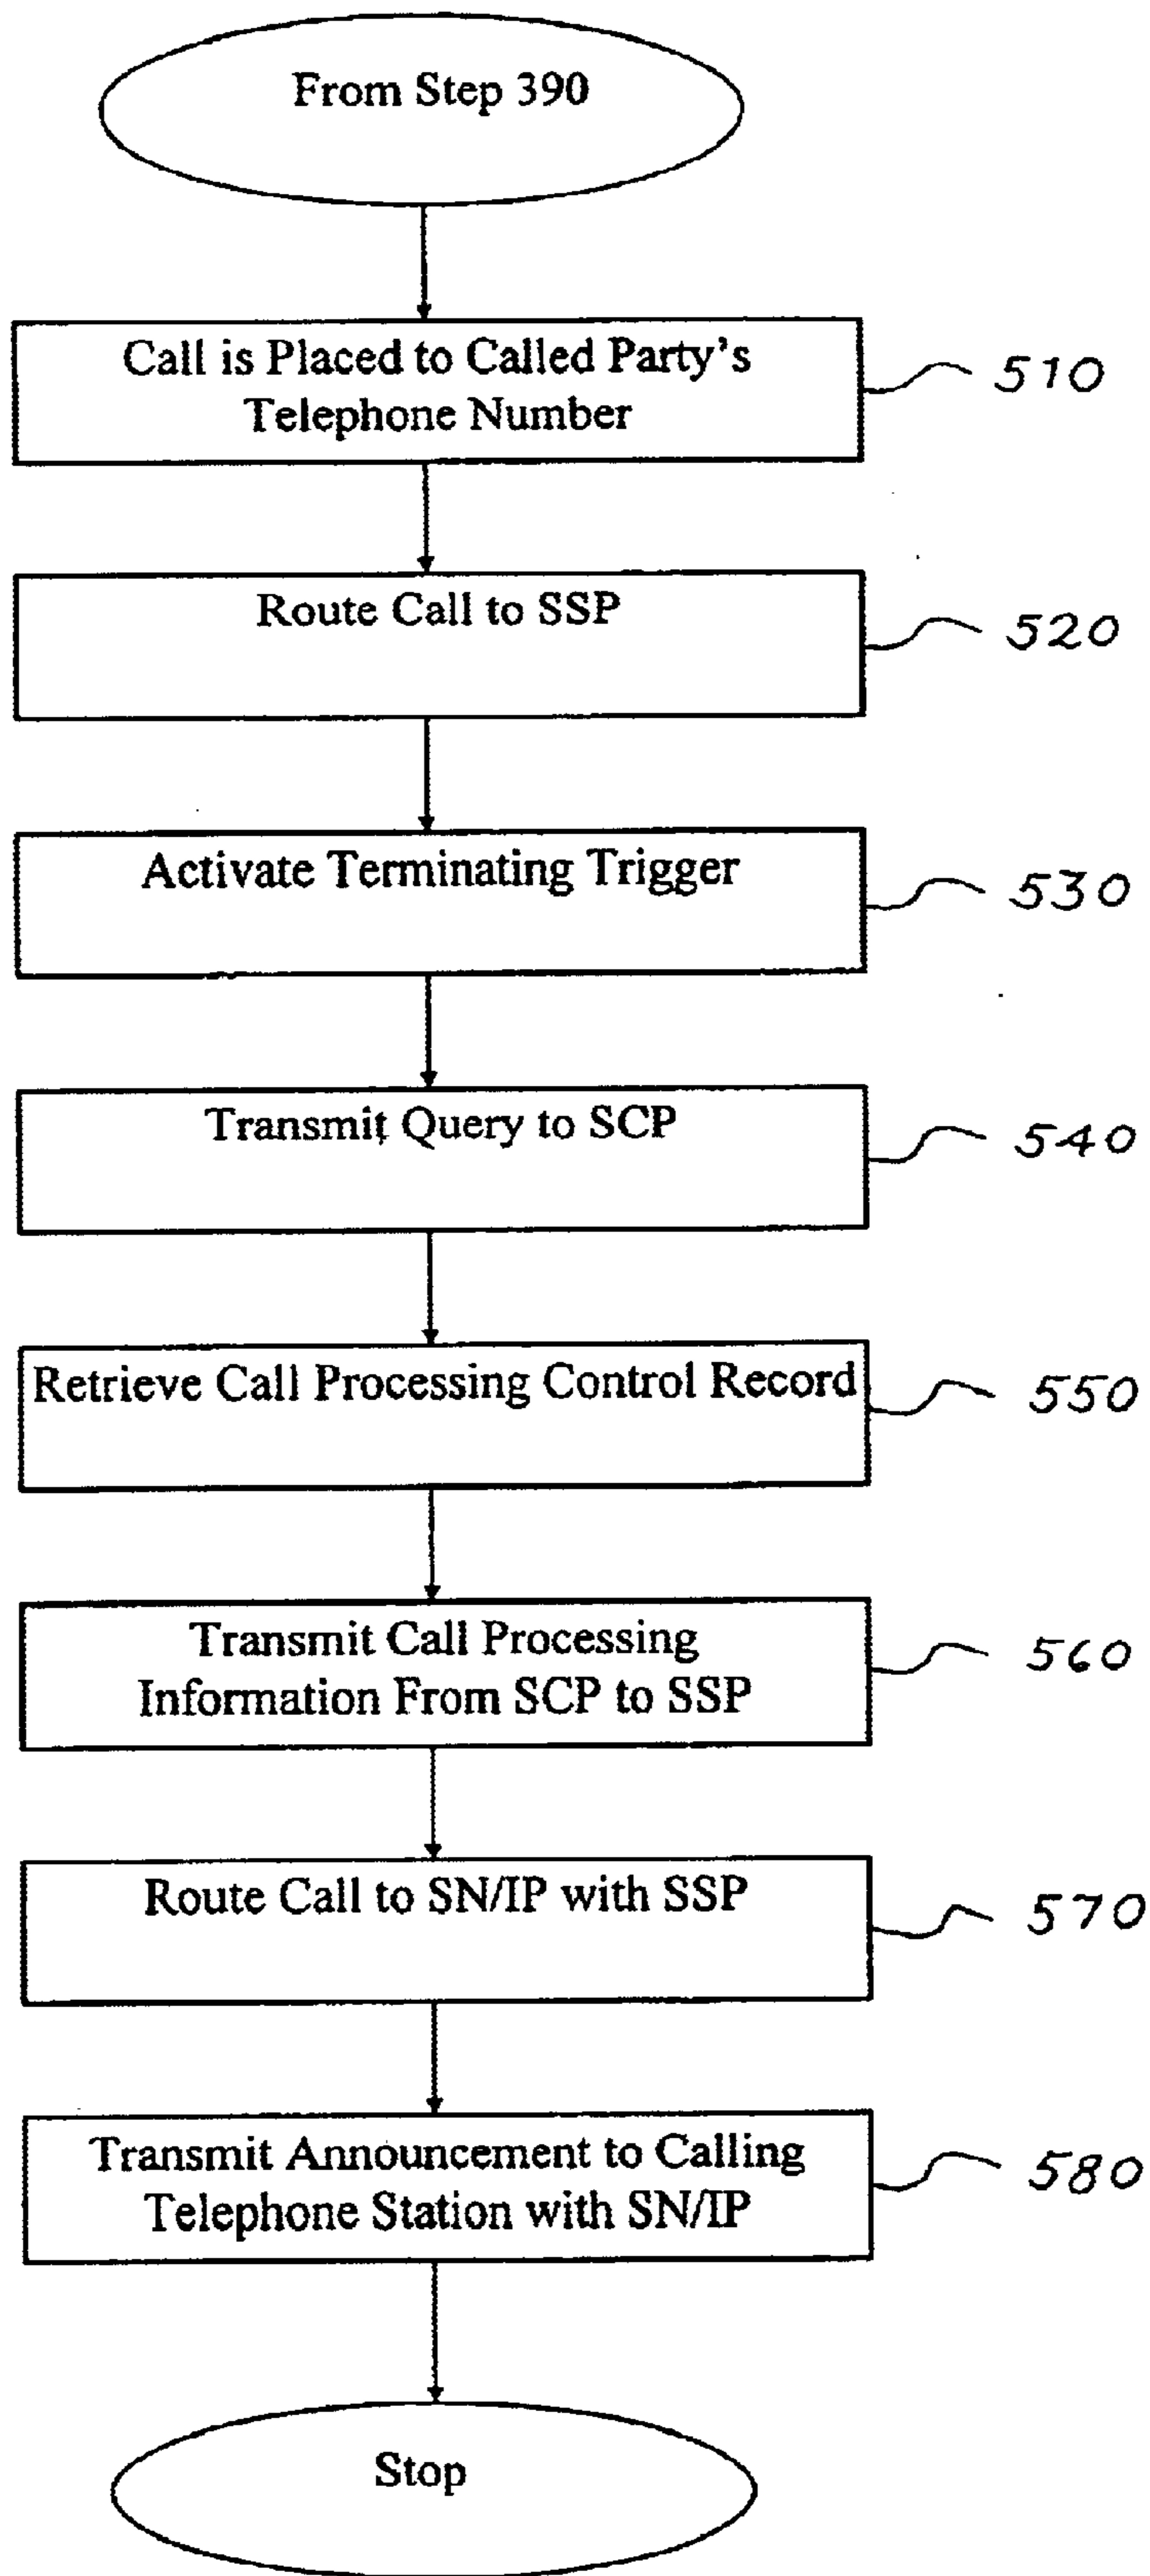 From Step 390
Call is Placed to Called Party's
Telephone Number
510
Route Call to SSP
520
Activate Terminating Trigger
530
Transmit Query to SCP
540
Retrieve Call Processing Control Record
550
Transmit Call Processing
Information From SCP to SSP
560
Route Call to SN/IP with SSP
570
Transmit Announcement to Calling
Telephone Station with SN/IP
580
Stop